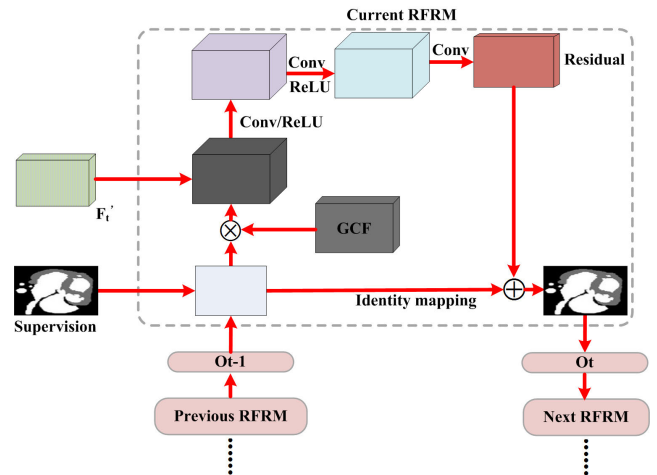 Current RFRM
Conv
ReLU
Conv
Residual
Conv/ReLU
Ft'
GCF
Supervision
Identity mapping
Ot-1
Ot
Previous RFRM
Next RFRM